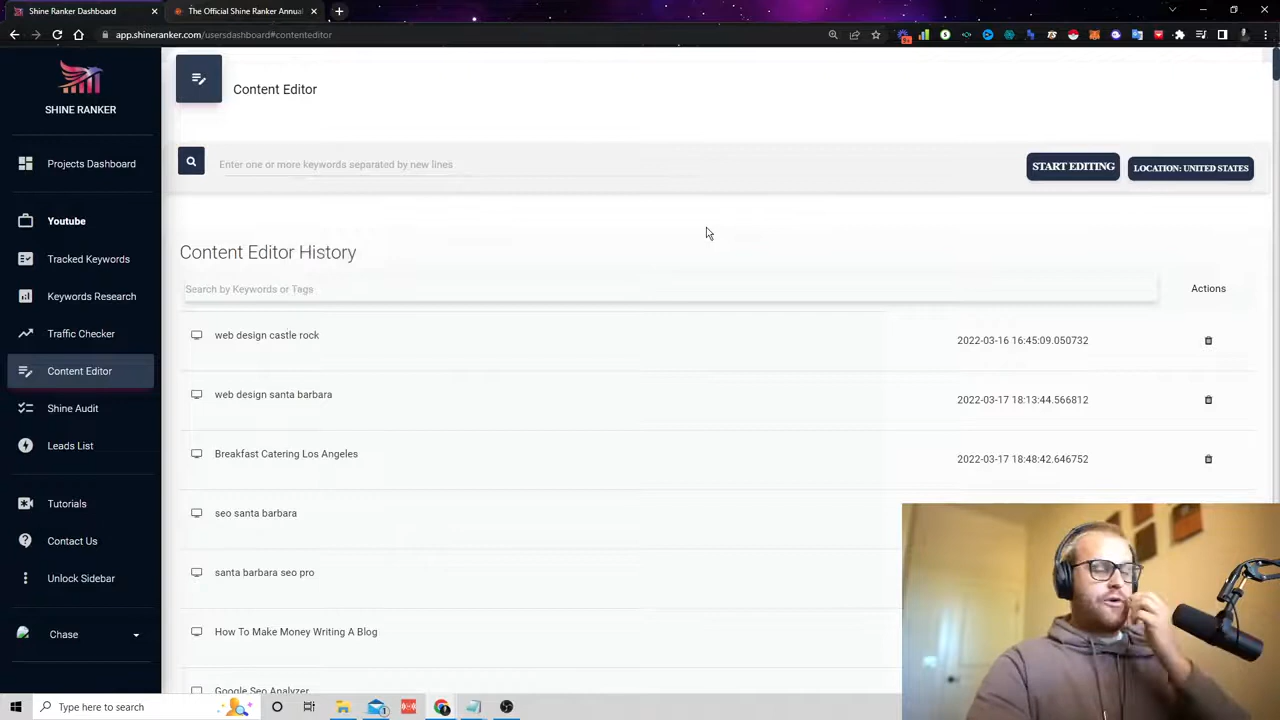 Shine Ranker Dashboard
The Official Shine Ranker Annual
app.shineranker.com/usersdashboard#contenteditor
SHINE RANKER
Projects Dashboard
Youtube
Tracked Keywords
Keywords Research
Traffic Checker
Content Editor
Shine Audit
Leads List
Tutorials
Contact Us
Unlock Sidebar
Chase
Content Editor
Enter one or more keywords separated by new lines
START EDITING
LOCATION: UNITED STATES
Content Editor History
Search by Keywords or Tags
Actions
web design castle rock
2022-03-16 16:45:09.050732
web design santa barbara
2022-03-17 18:13:44.566812
Breakfast Catering Los Angeles
2022-03-17 18:48:42.646752
seo santa barbara
santa barbara seo pro
How To Make Money Writing A Blog
Google Seo Analyzer
Type here to search